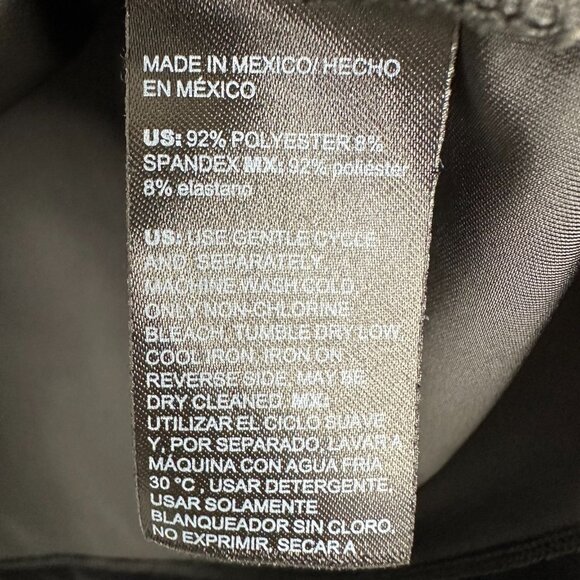 MADE IN MEXICO/ HECHO
EN MÉXICO
US: 92% POLYESTER 8%
SPANDEX MX: 92% poliéster
8% elastano
US: USE GENTLE CYCLE
AND, SEPARATELY
MACHINE WASH COLD.
ONLY NON-CHLORINE
BLEACH. TUMBLE DRY LOW.
COOL IRON. IRON ON
REVERSE SIDE. MAY BE
DRY CLEANED. MX:
UTILIZAR EL CICLO SUAVE
Y, POR SEPARADO, LAVAR A
MÁQUINA CON AGUA FRÍA
30 °C. USAR DETERGENTE.
USAR SOLAMENTE
BLANQUEADOR SIN CLORO.
NO EXPRIMIR. SECAR A